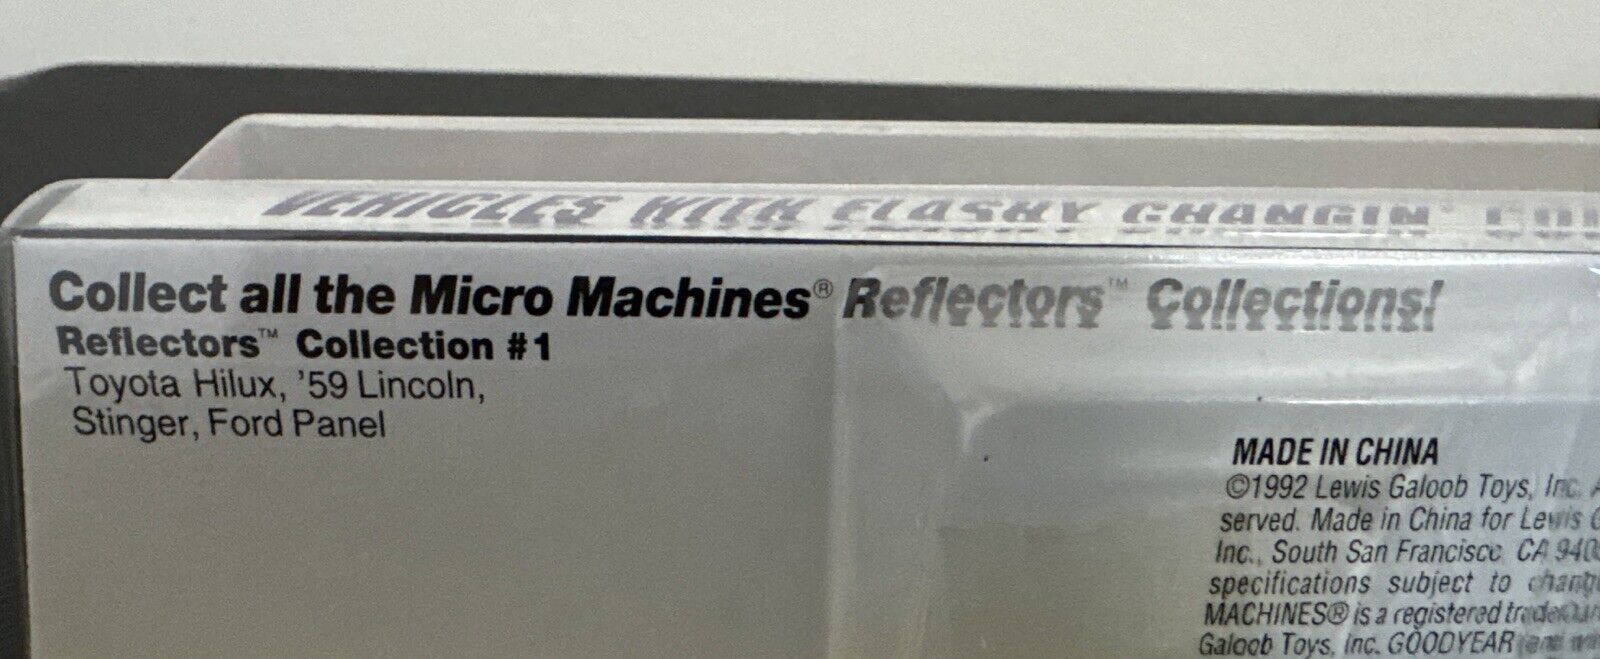 VEHICLES WITH FLASHY CHANGIN'
Collect all the Micro Machines® Reflectors™ Collections!
Reflectors™ Collection #1
Toyota Hilux, '59 Lincoln,
Stinger, Ford Panel
MADE IN CHINA
©1992 Lewis Galoob Toys, Inc.
served. Made in China for Lewis
Inc., South San Francisco CA 940
specifications subject to
MACHINES® is a registered
Galoob Toys, Inc. GOODYEAR